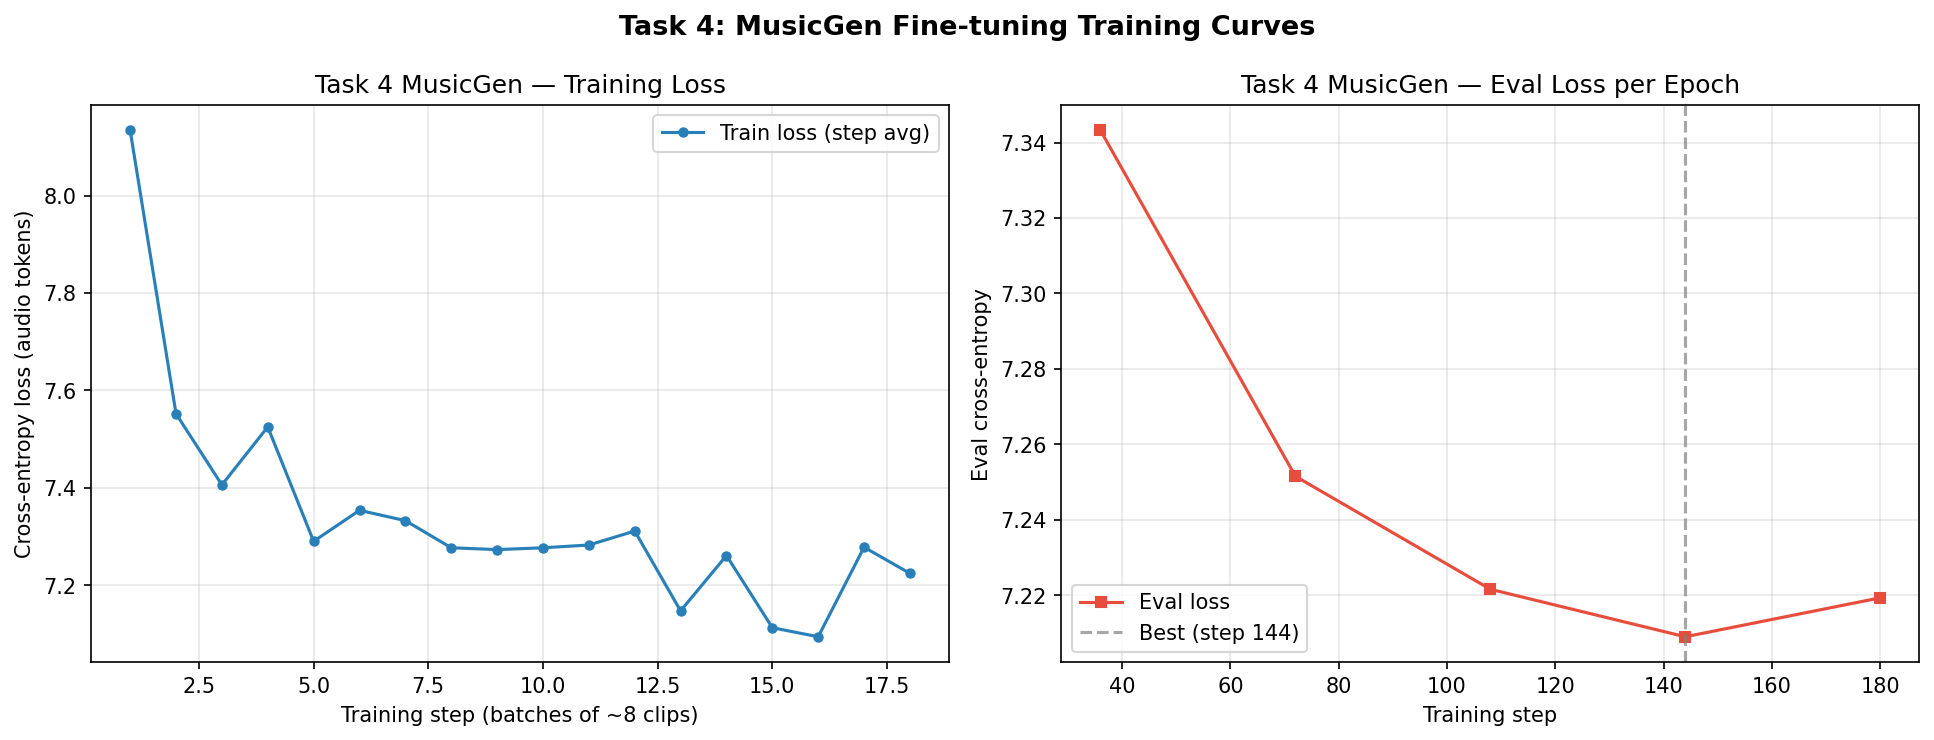 Task 4: MusicGen Fine-tuning Training Curves
Task 4 MusicGen — Training Loss
Train loss (step avg)
Cross-entropy loss (audio tokens)
8.0
7.8
7.6
7.4
7.2
2.5
5.0
7.5
10.0
12.5
15.0
17.5
Training step (batches of ~8 clips)
Task 4 MusicGen — Eval Loss per Epoch
Eval cross-entropy
7.34
7.32
7.30
7.28
7.26
7.24
7.22
Eval loss
Best (step 144)
40
60
80
100
120
140
160
180
Training step